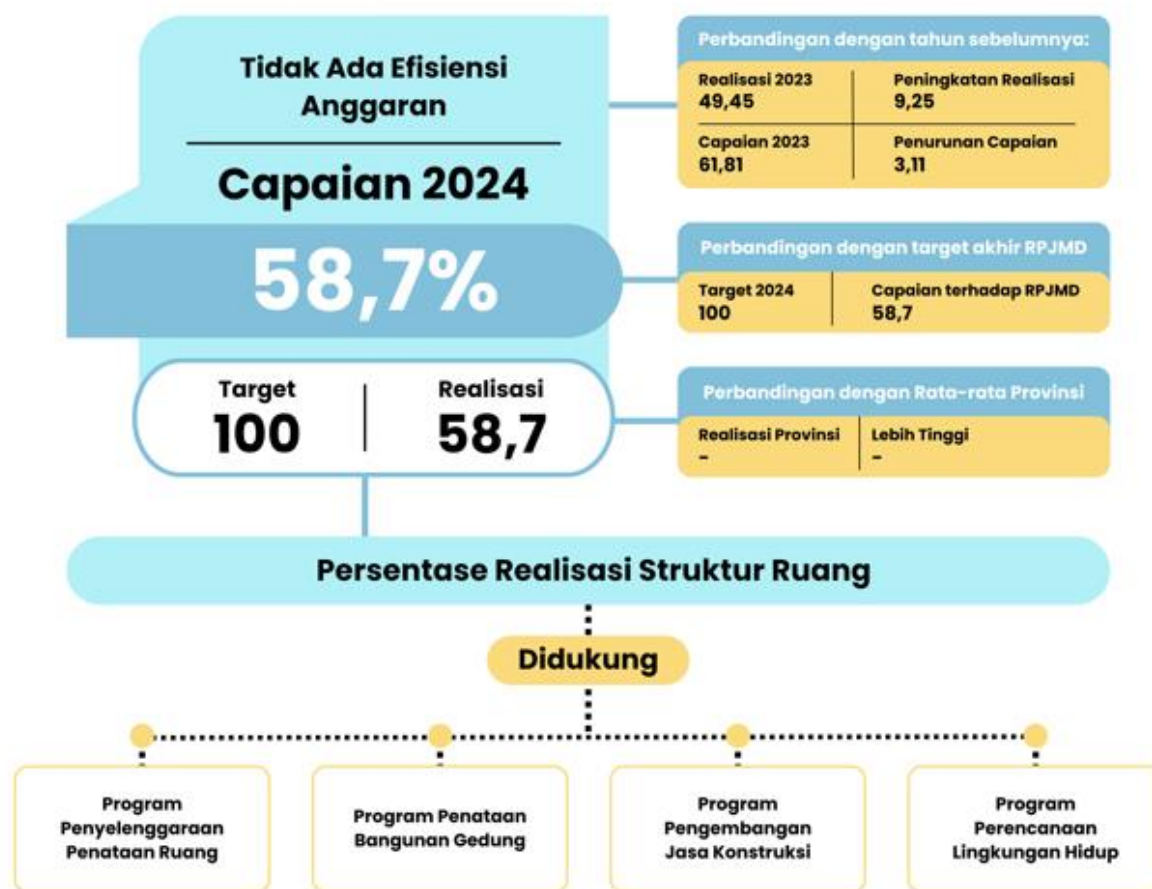 Tidak Ada Efisiensi
Anggaran
Capaian 2024
58,7%
Target
100
Realisasi
58,7
Perbandingan dengan tahun sebelumnya:
Realisasi 2023
49,45
Peningkatan Realisasi
9,25
Capaian 2023
61,81
Penurunan Capaian
3,11
Perbandingan dengan target akhir RPJMD
Target 2024
100
Capaian terhadap RPJMD
58,7
Perbandingan dengan Rata-rata Provinsi
Realisasi Provinsi
-
Lebih Tinggi
-
Persentase Realisasi Struktur Ruang
Didukung
Program
Penyelenggaraan
Penataan Ruang
Program Penataan
Bangunan Gedung
Program
Pengembangan
Jasa Konstruksi
Program
Perencanaan
Lingkungan Hidup